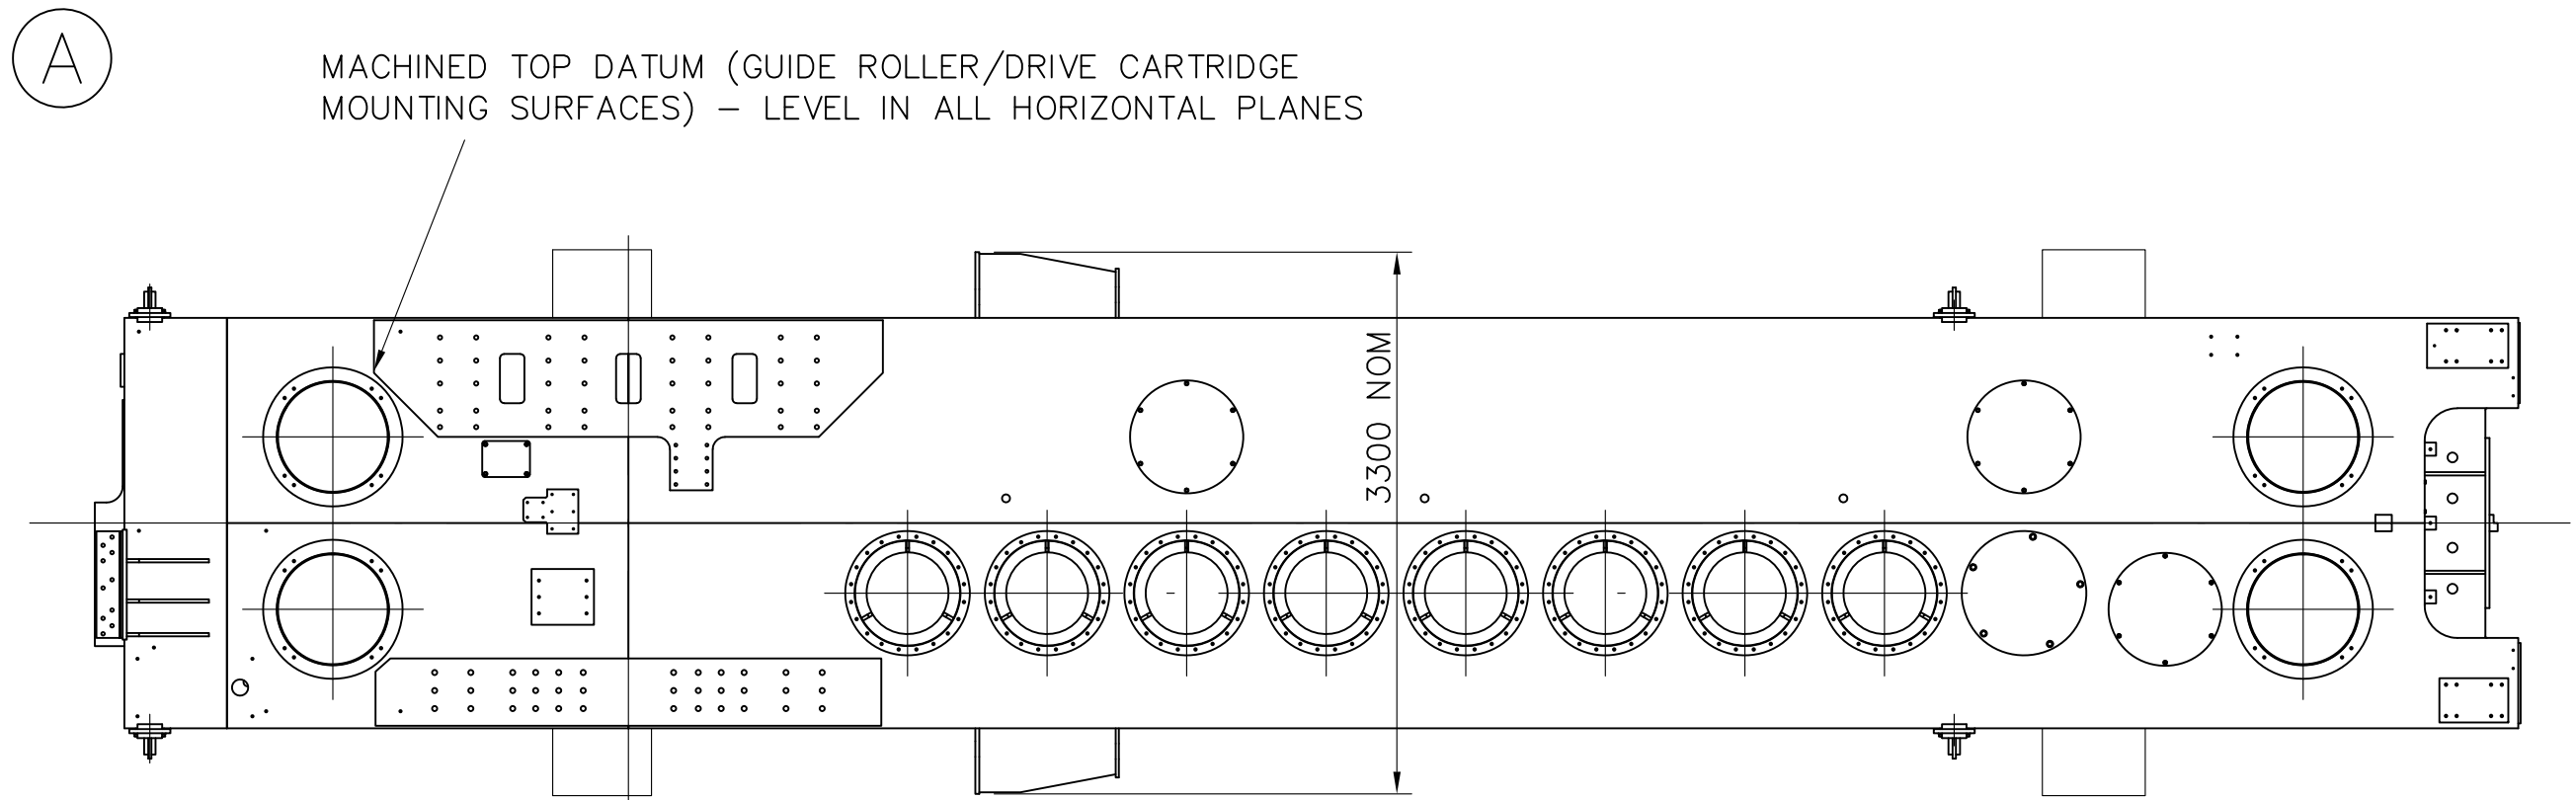 A
MACHINED TOP DATUM (GUIDE ROLLER/DRIVE CARTRIDGE
MOUNTING SURFACES) – LEVEL IN ALL HORIZONTAL PLANES
3300 NOM